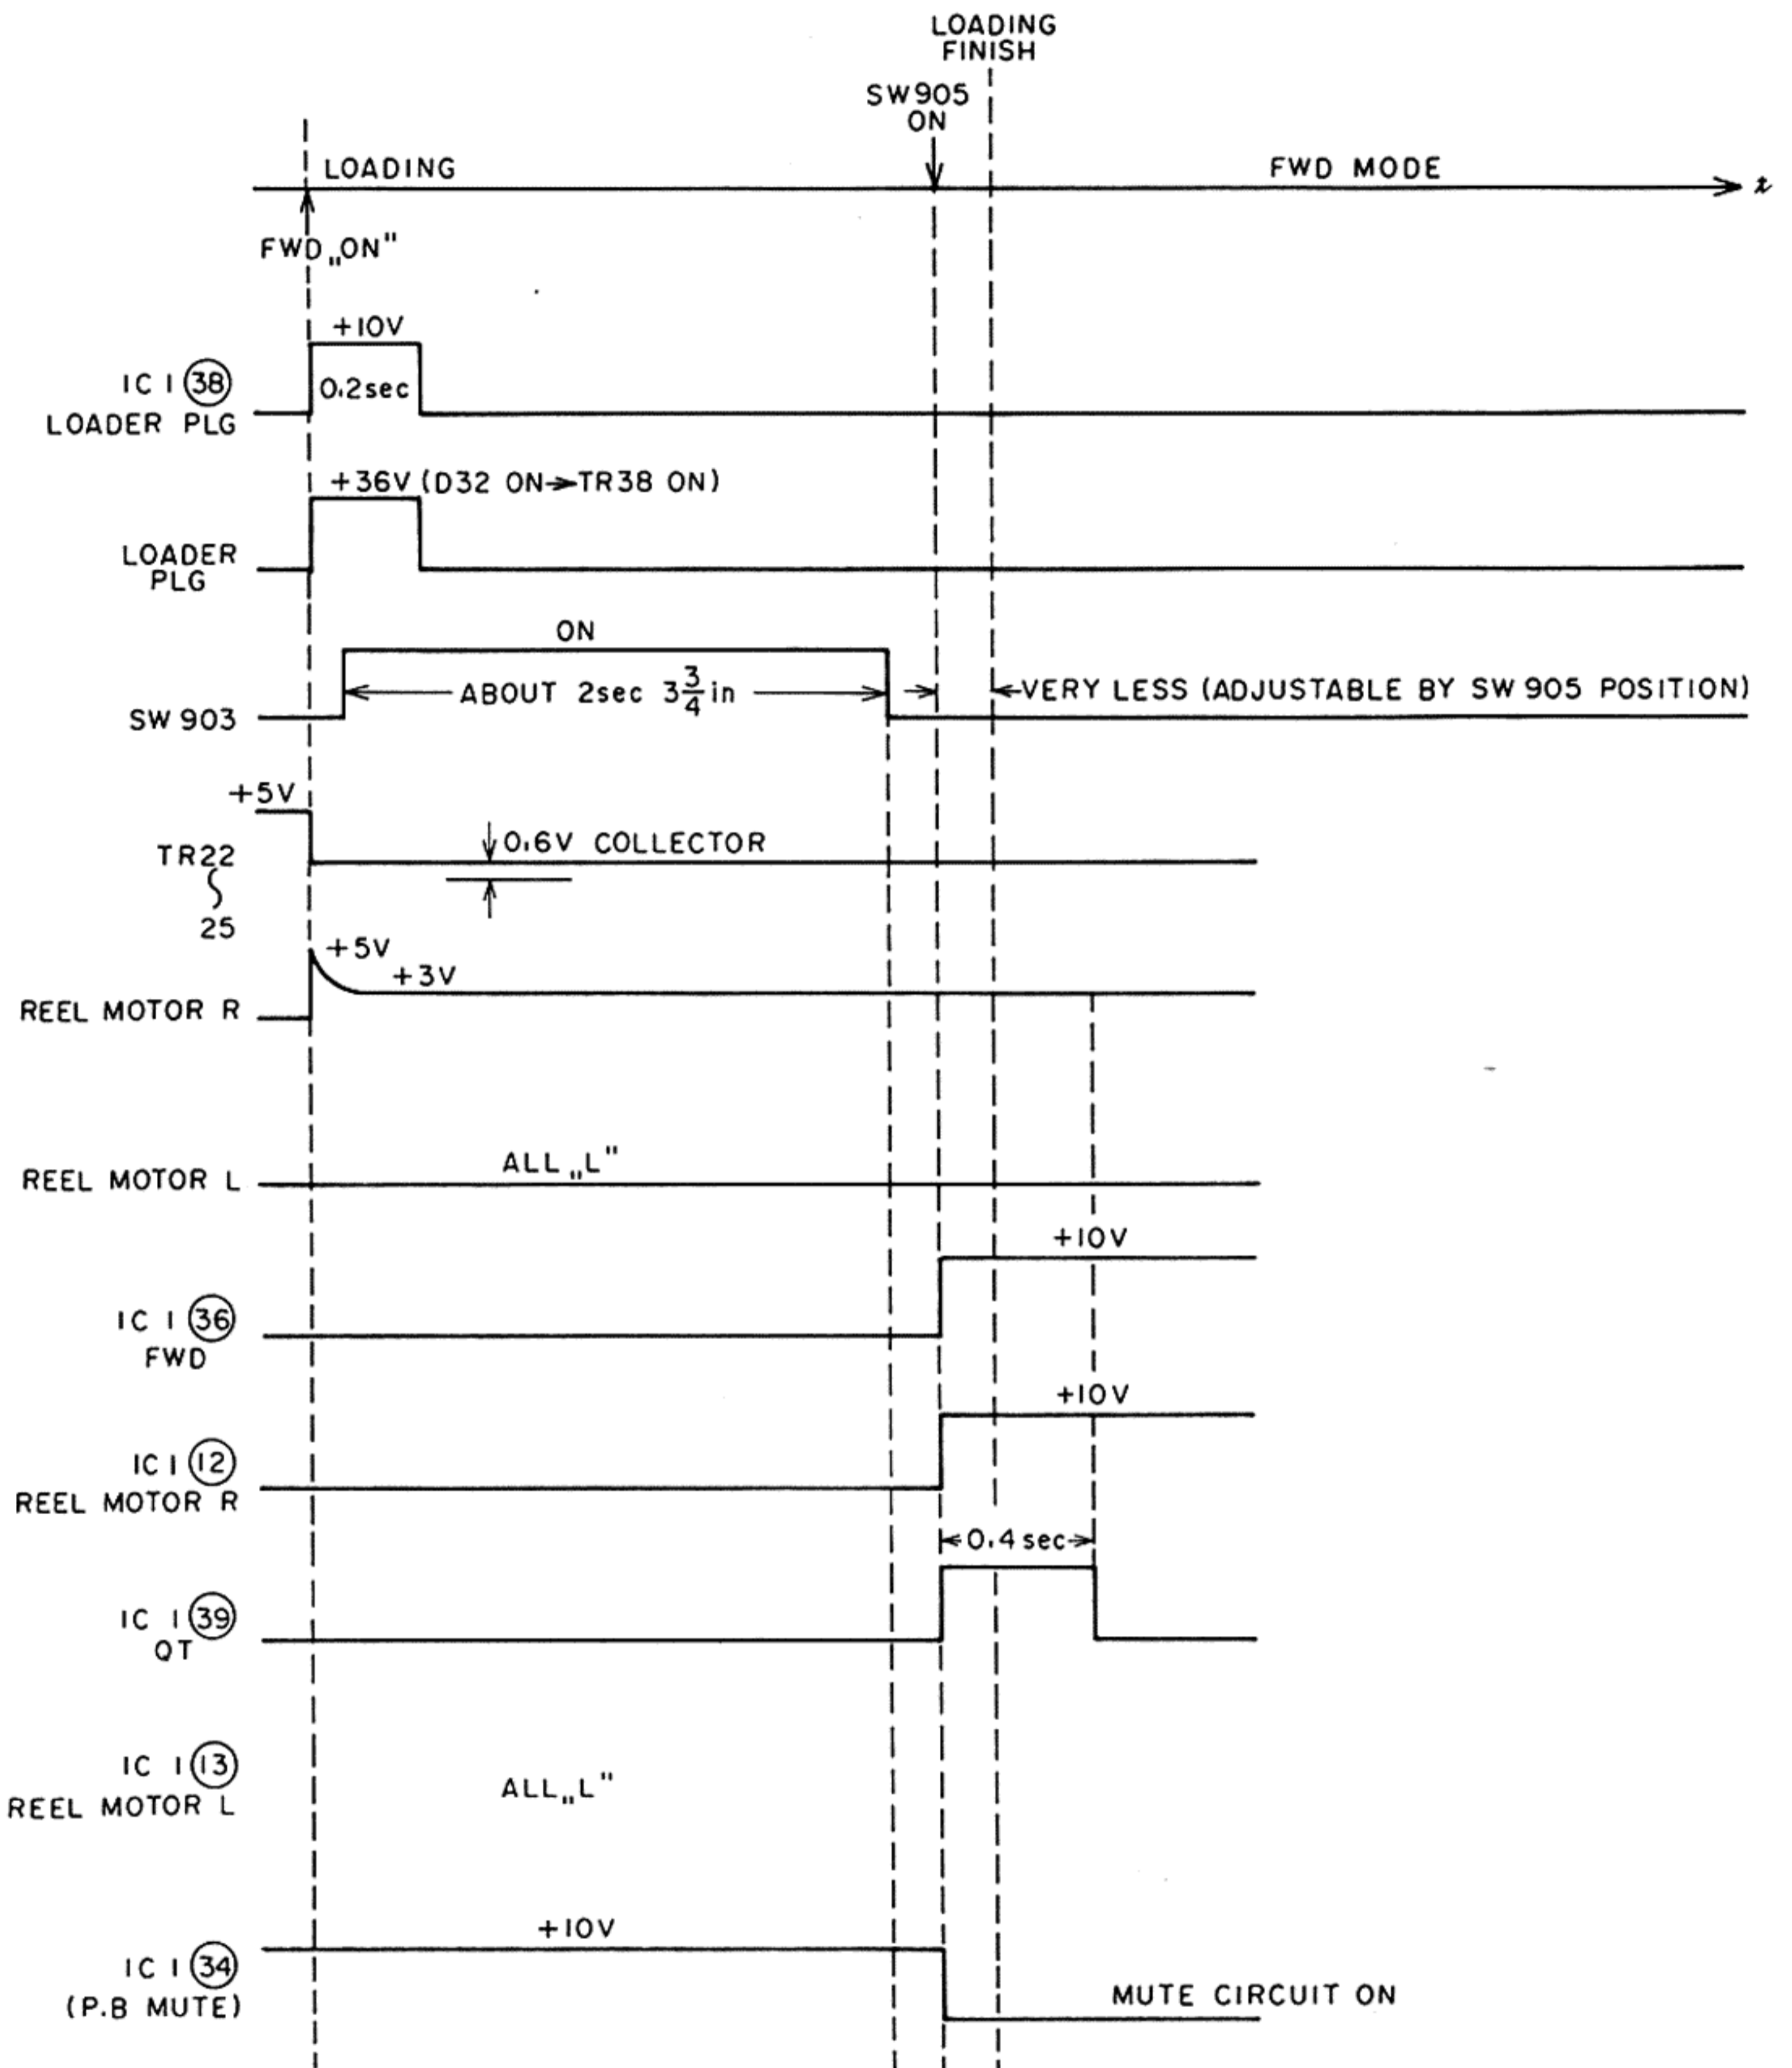 LOADING
FINISH
SW905
ON
LOADING
FWD MODE
t
FWD „ON"
+10V
0.2sec
IC 1 38
LOADER PLG
+36V (D32 ON→TR38 ON)
LOADER
PLG
ON
ABOUT 2sec 3 3/4 in
VERY LESS (ADJUSTABLE BY SW 905 POSITION)
SW 903
+5V
0.6V COLLECTOR
TR22
25
+5V
+3V
REEL MOTOR R
ALL „L"
REEL MOTOR L
+10V
IC 1 36
FWD
+10V
IC 1 12
REEL MOTOR R
0.4 sec
IC 1 39
QT
IC 1 13
REEL MOTOR L
ALL „L"
+10V
IC 1 34
(P.B MUTE)
MUTE CIRCUIT ON